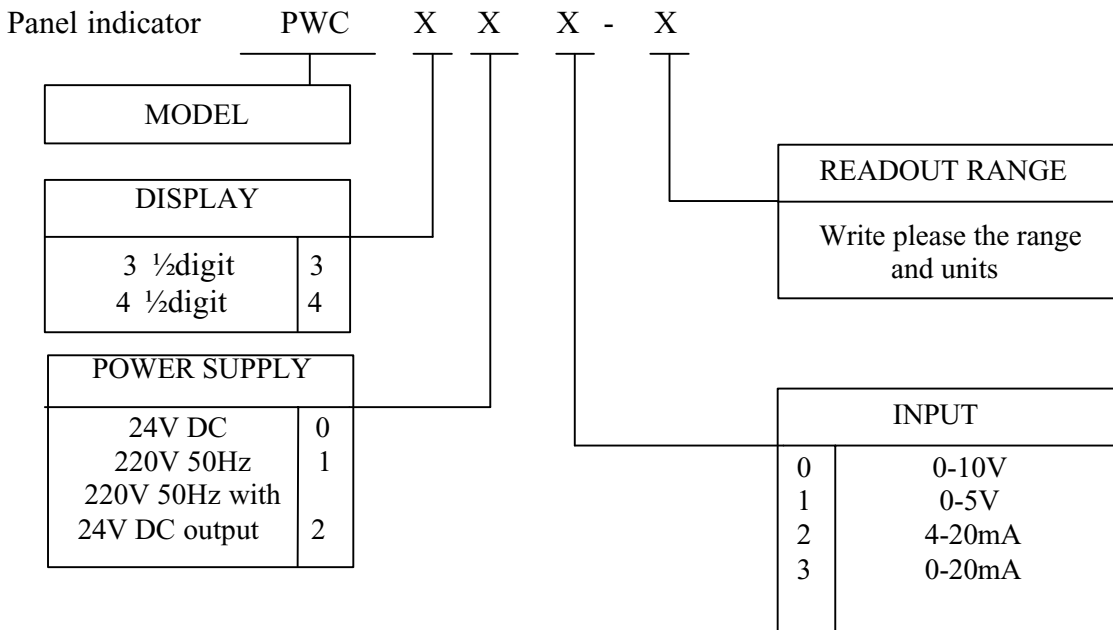 Panel indicator PWC X X X - X
MODEL
DISPLAY
3 ½digit 3
4 ½digit 4
POWER SUPPLY
24V DC 0
220V 50Hz 1
220V 50Hz with
24V DC output 2
READOUT RANGE
Write please the range
and units
INPUT
0 0-10V
1 0-5V
2 4-20mA
3 0-20mA